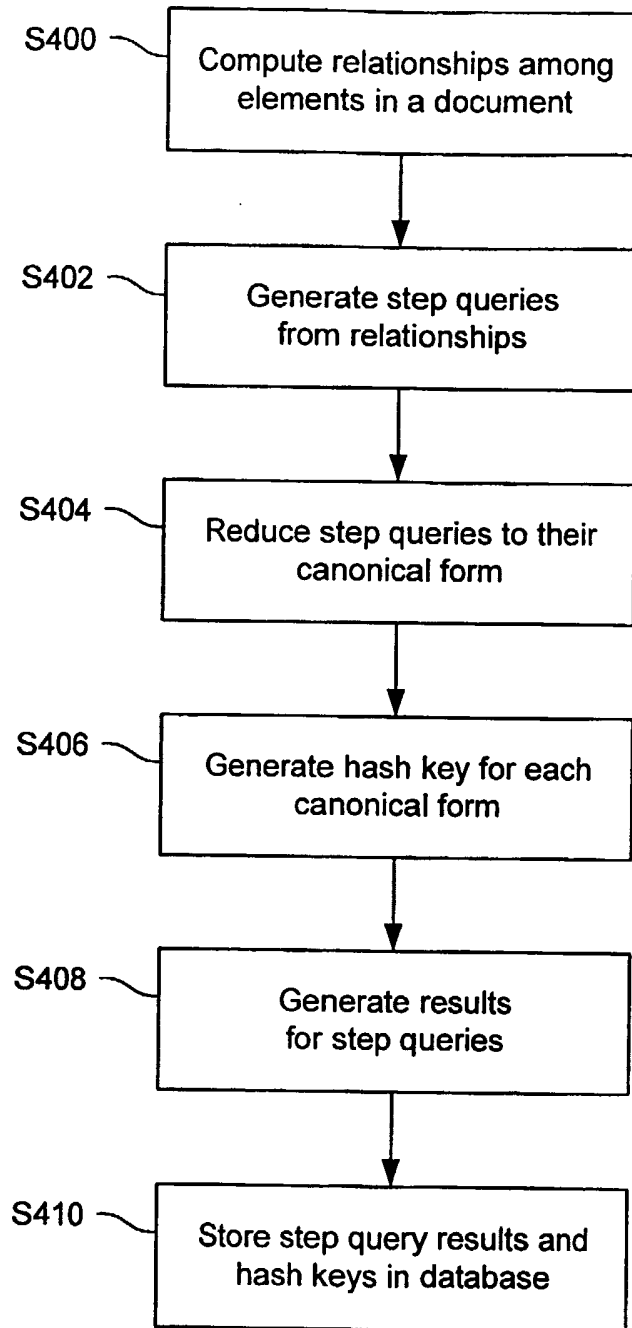 S400
Compute relationships among
elements in a document
S402
Generate step queries
from relationships
S404
Reduce step queries to their
canonical form
S406
Generate hash key for each
canonical form
S408
Generate results
for step queries
S410
Store step query results and
hash keys in database